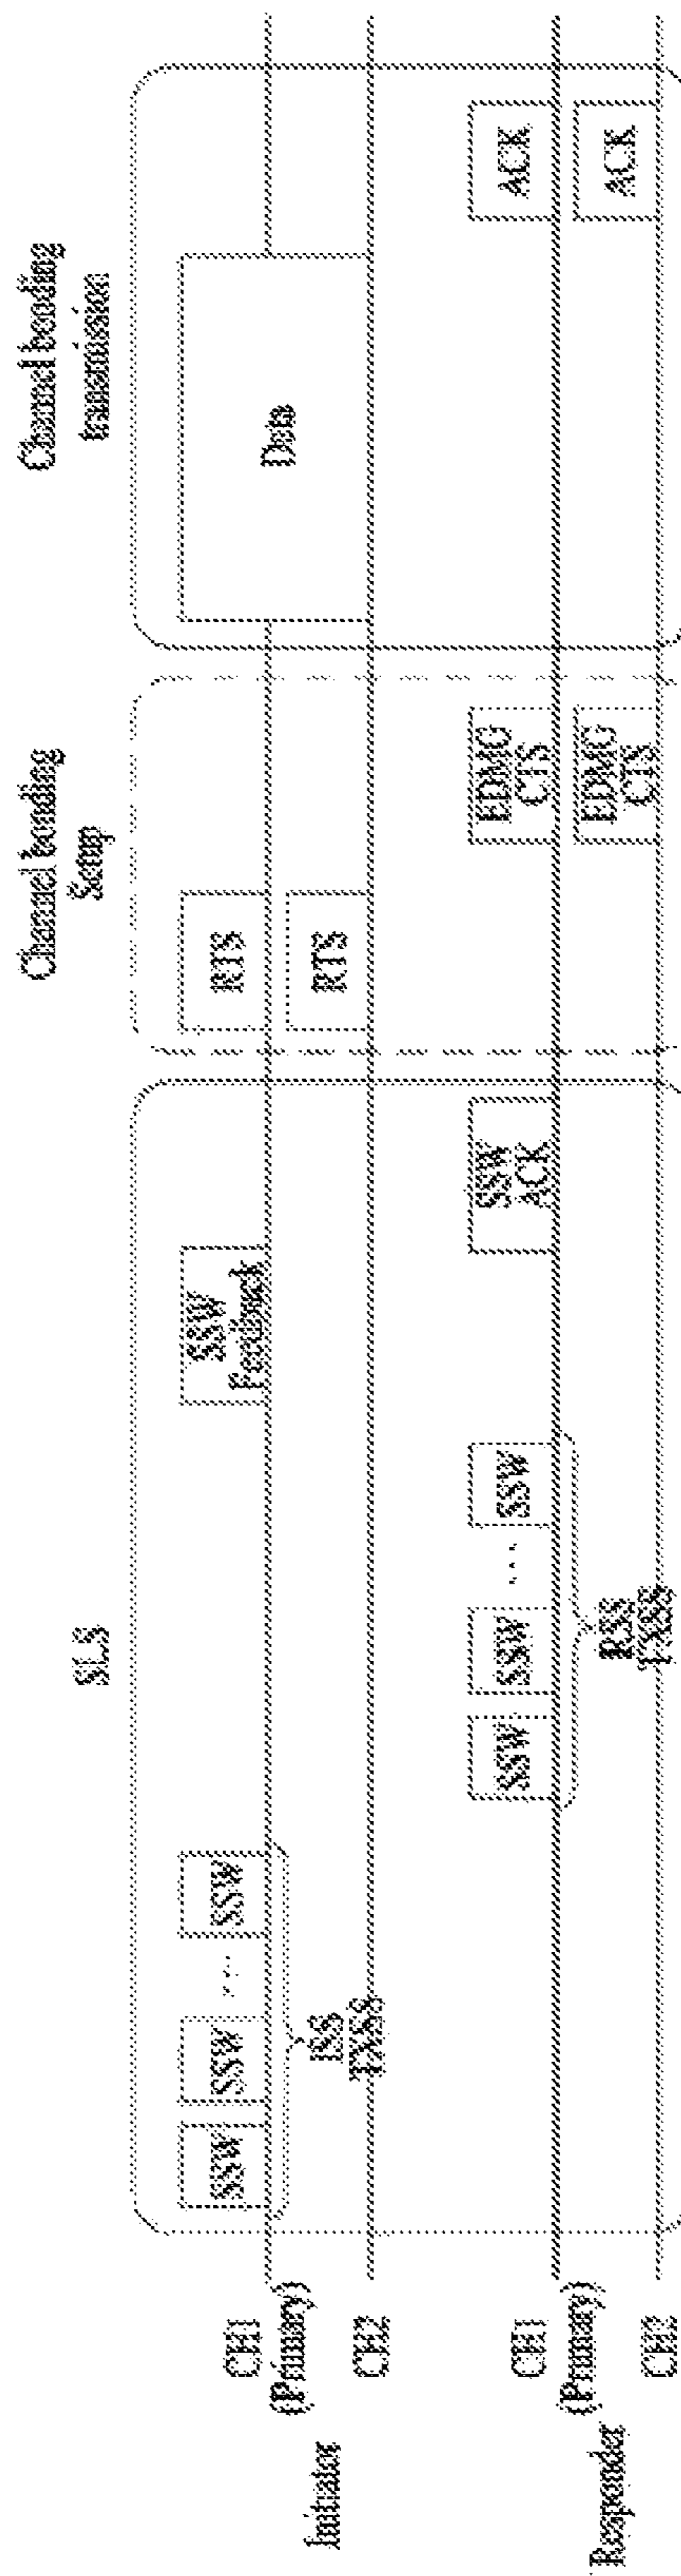 SLS
Channel bonding
Setup
Channel bonding
transmission
Initiator
CH1
(Primary)
SSW
SSW
...
SSW
SSW
Feedback
RTS
Data
ISS
TXSS
CH2
RTS
Responder
CH1
(Primary)
SSW
SSW
...
SSW
SSW
ACK
EDMG
CTS
ACK
RSS
TXSS
CH2
EDMG
CTS
ACK